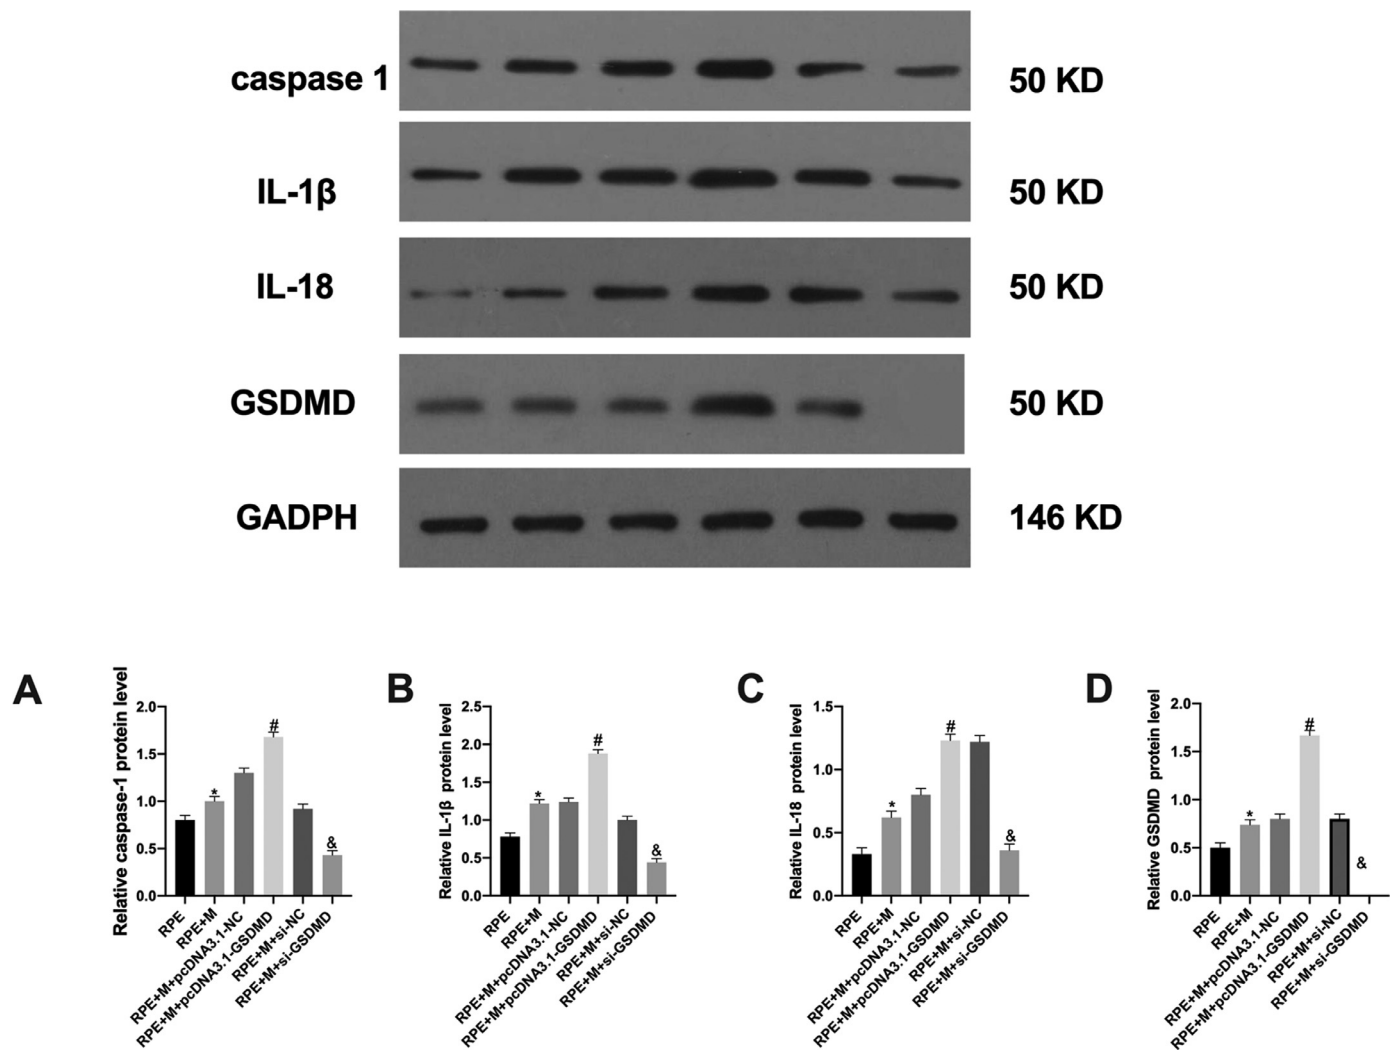 caspase 1
50 KD
IL-1β
50 KD
IL-18
50 KD
GSDMD
50 KD
GADPH
146 KD
A
Relative caspase-1 protein level
2.0
1.5
1.0
0.5
0.0
*
#
&
RPE
RPE+M
RPE+M+pcDNA3.1-NC
RPE+M+pcDNA3.1-GSDMD
RPE+M+si-NC
RPE+M+si-GSDMD
B
Relative IL-1β protein level
2.5
2.0
1.5
1.0
0.5
0.0
*
#
&
RPE
RPE+M
RPE+M+pcDNA3.1-NC
RPE+M+pcDNA3.1-GSDMD
RPE+M+si-NC
RPE+M+si-GSDMD
C
Relative IL-18 protein level
1.5
1.0
0.5
0.0
*
#
&
RPE
RPE+M
RPE+M+pcDNA3.1-NC
RPE+M+pcDNA3.1-GSDMD
RPE+M+si-NC
RPE+M+si-GSDMD
D
Relative GSDMD protein level
2.0
1.5
1.0
0.5
0.0
*
#
&
RPE
RPE+M
RPE+M+pcDNA3.1-NC
RPE+M+pcDNA3.1-GSDMD
RPE+M+si-NC
RPE+M+si-GSDMD